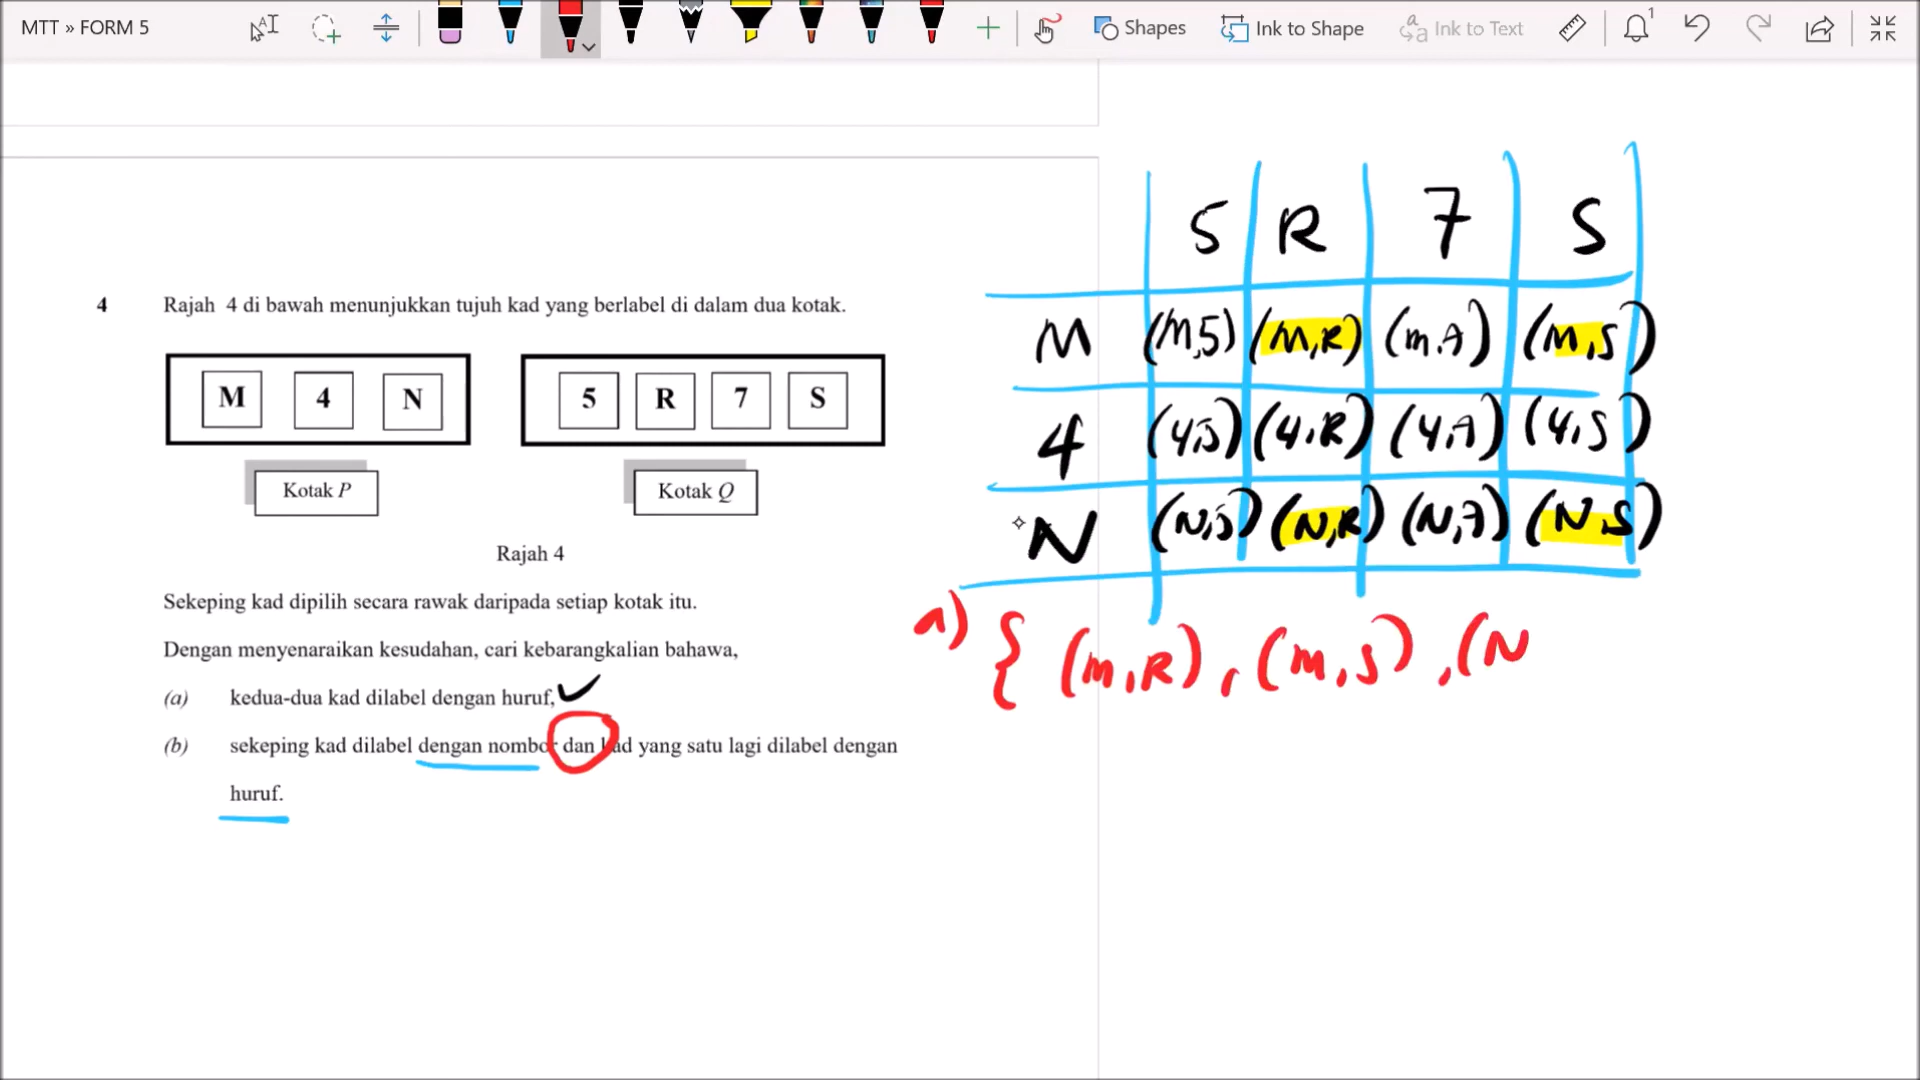 MTT » FORM 5
Shapes
Ink to Shape
Ink to Text
1
4 Rajah 4 di bawah menunjukkan tujuh kad yang berlabel di dalam dua kotak.
M 4 N 5 R 7 S
Kotak P Kotak Q
Rajah 4
Sekeping kad dipilih secara rawak daripada setiap kotak itu.
Dengan menyenaraikan kesudahan, cari kebarangkalian bahawa,
(a) kedua-dua kad dilabel dengan huruf,
(b) sekeping kad dilabel dengan nombor dan kad yang satu lagi dilabel dengan
huruf.
5 R 7 S
M (M,5) (M,R) (m,7) (M,S)
4 (4,5) (4,R) (4,7) (4,S)
N (N,5) (N,R) (N,7) (N,S)
a) { (m,R), (m,S), (N